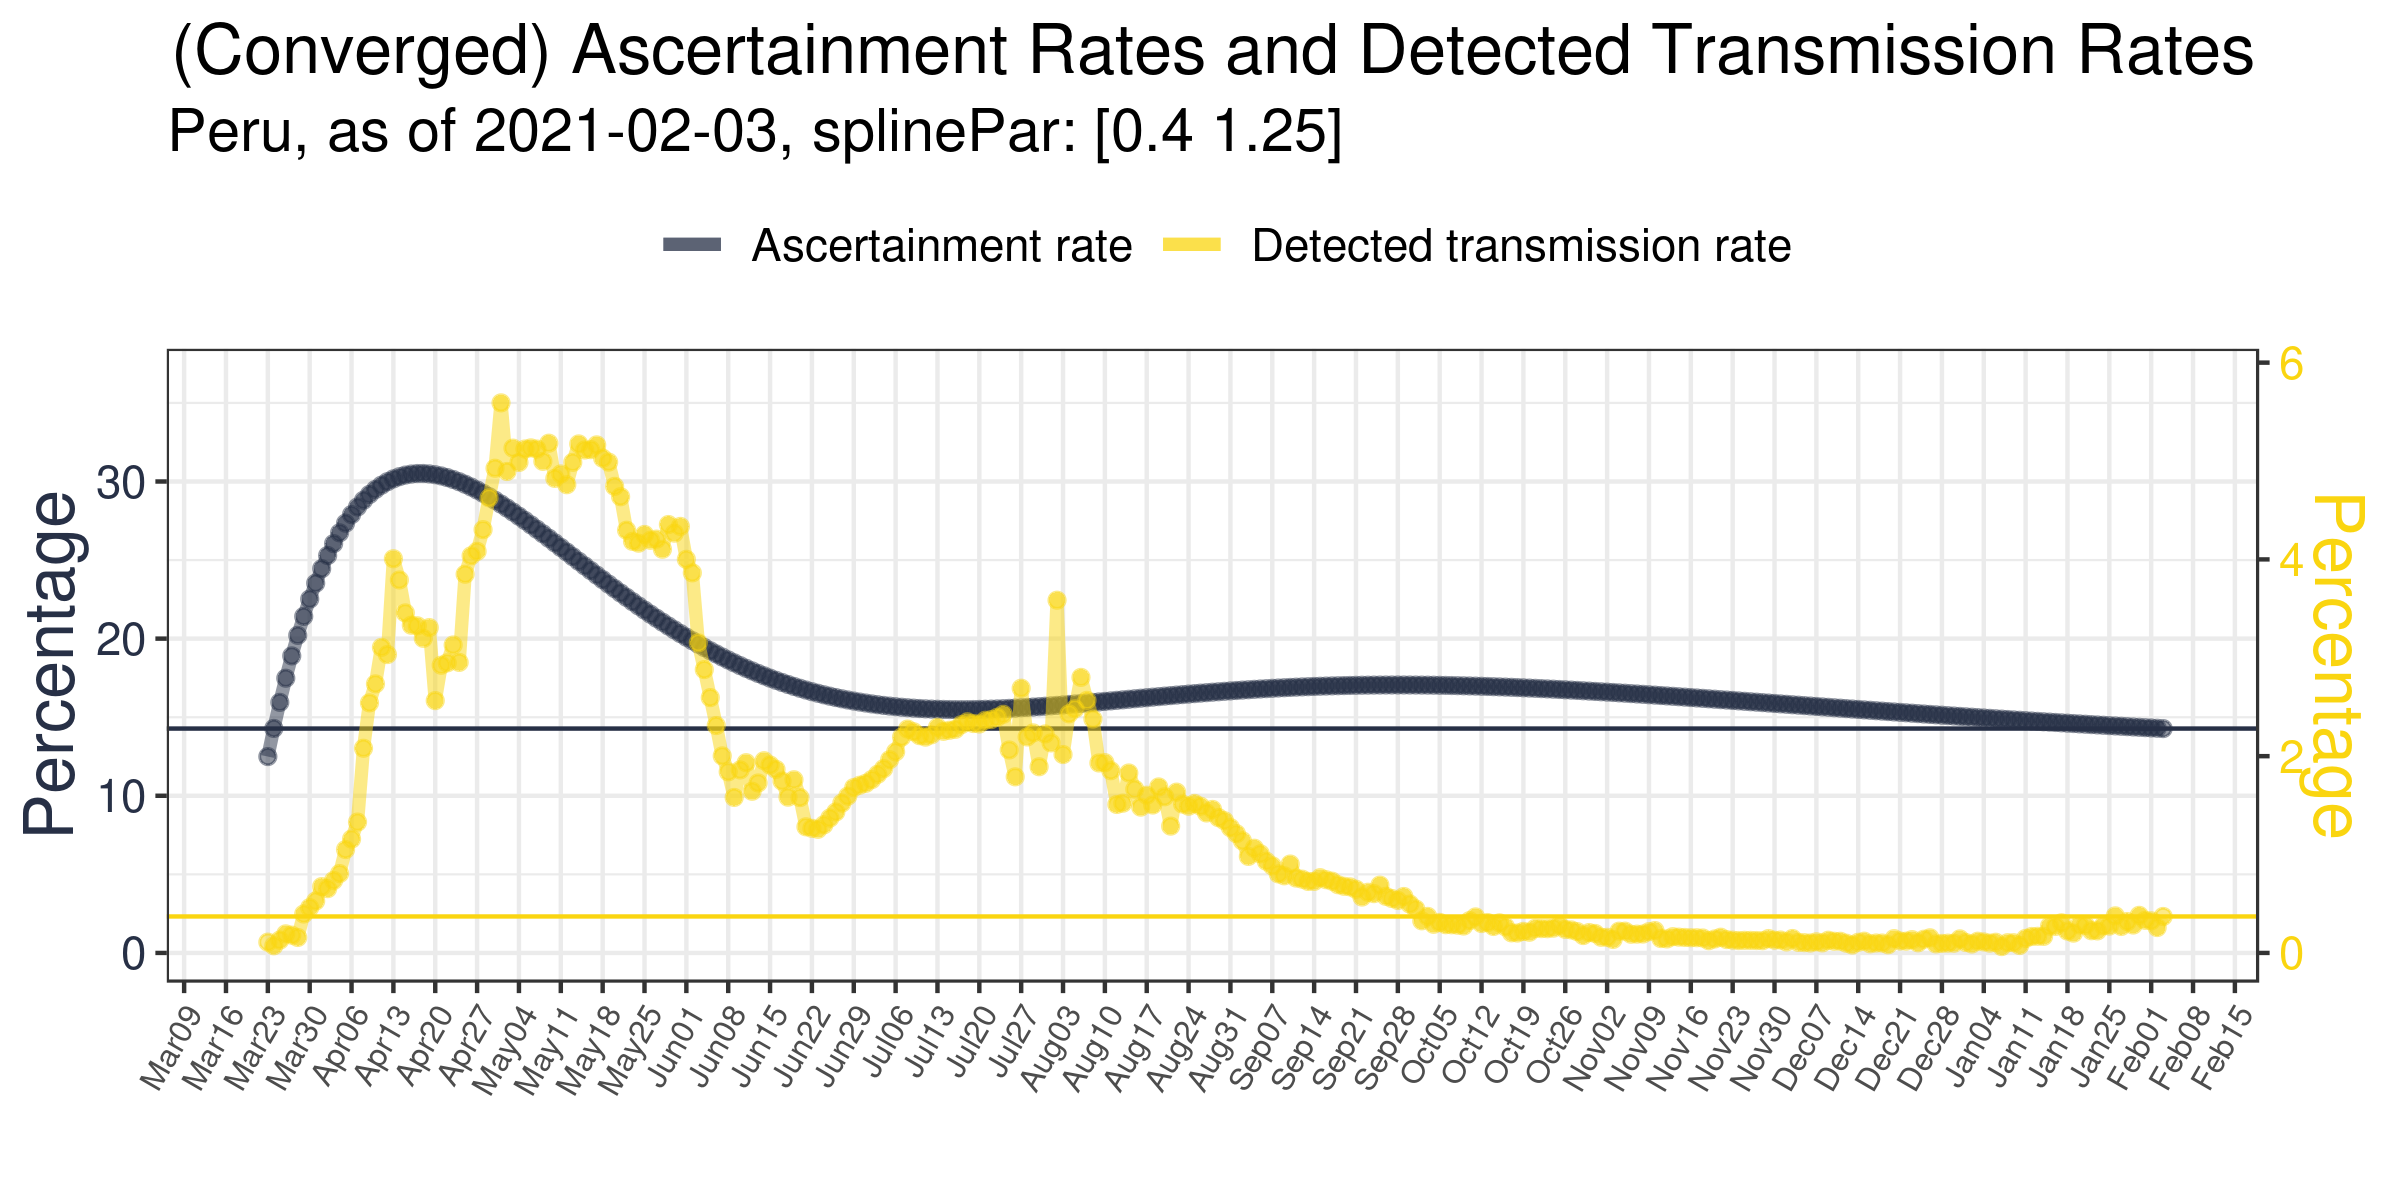 (Converged) Ascertainment Rates and Detected Transmission Rates
Peru, as of 2021-02-03, splinePar: [0.4 1.25]
Ascertainment rate Detected transmission rate
Percentage
30
20
10
0
6
4
2
0
Percentage
Mar09 Mar16 Mar23 Mar30 Apr06 Apr13 Apr20 Apr27 May04 May11 May18 May25 Jun01 Jun08 Jun15 Jun22 Jun29 Jul06 Jul13 Jul20 Jul27 Aug03 Aug10 Aug17 Aug24 Aug31 Sep07 Sep14 Sep21 Sep28 Oct05 Oct12 Oct19 Oct26 Nov02 Nov09 Nov16 Nov23 Nov30 Dec07 Dec14 Dec21 Dec28 Jan04 Jan11 Jan18 Jan25 Feb01 Feb08 Feb15